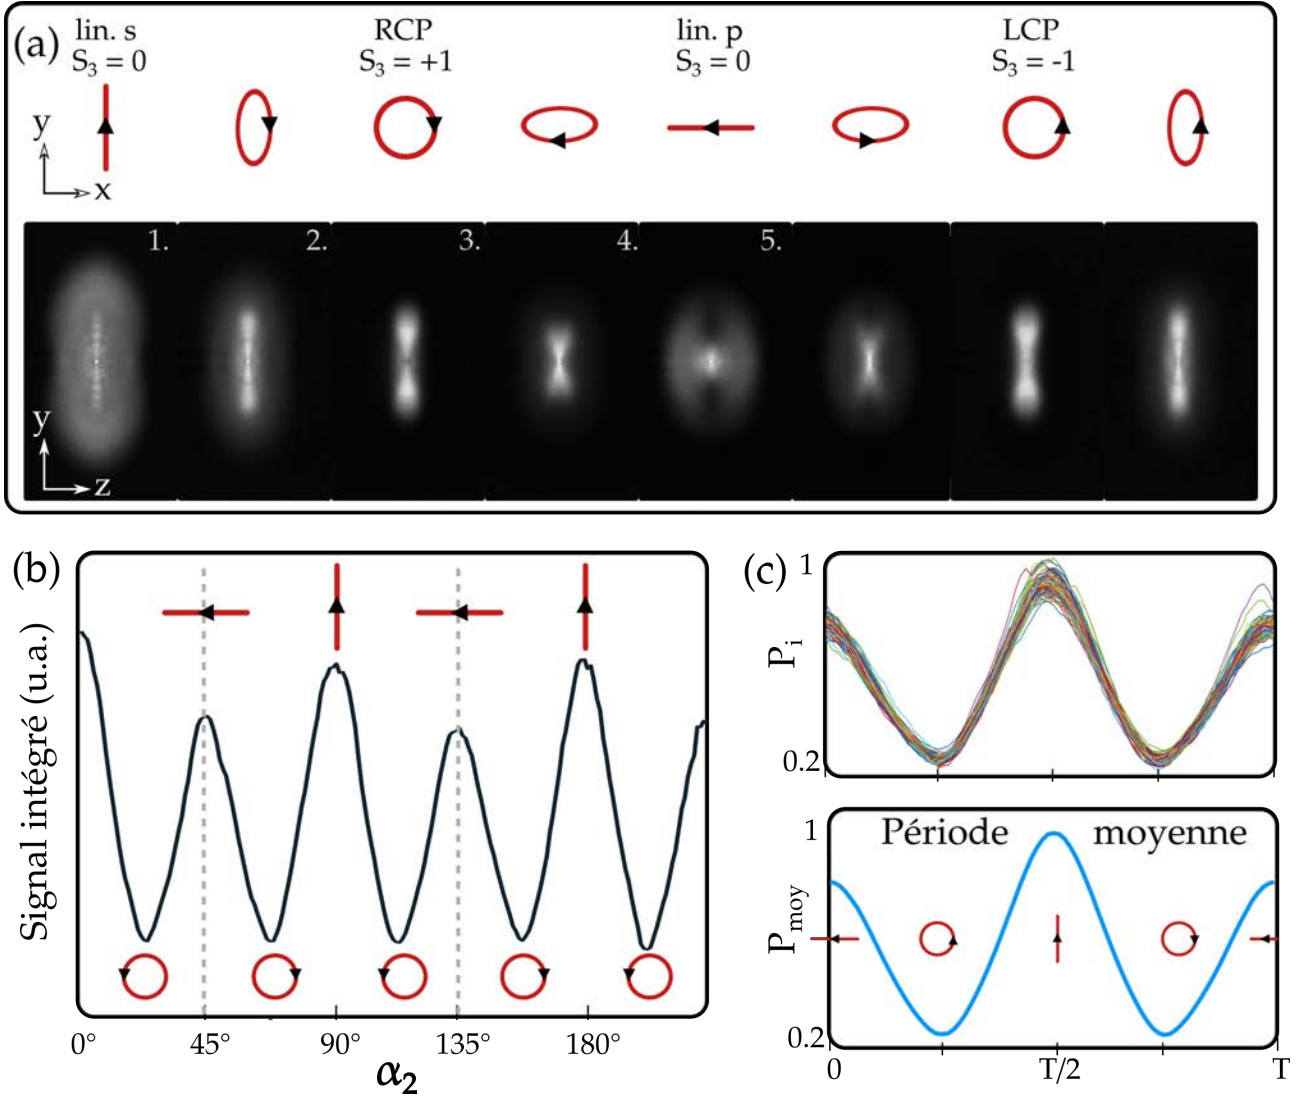 (a)
lin. s
S₃ = 0
RCP
S₃ = +1
lin. p
S₃ = 0
LCP
S₃ = -1
y
x
1.
2.
3.
4.
5.
y
z
(b)
Signal intégré (u.a.)
0°
45°
90°
135°
180°
α₂
(c)
1
Pᵢ
0.2
1
Période moyenne
Pₘₒᵧ
0.2
0
T/2
T